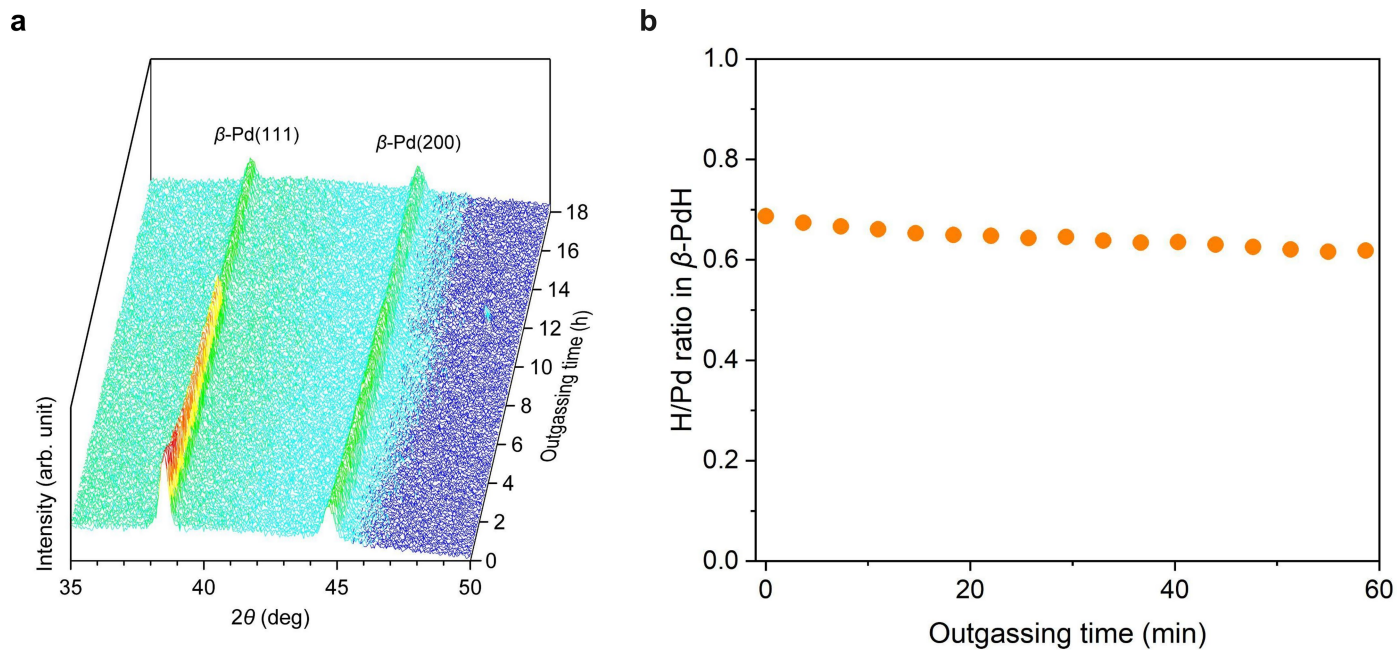 a
β-Pd(111)
β-Pd(200)
Intensity (arb. unit)
35
40
45
50
2θ (deg)
0
2
4
6
8
10
12
14
16
18
Outgassing time (h)
b
H/Pd ratio in β-PdH
1.0
0.8
0.6
0.4
0.2
0.0
0
20
40
60
Outgassing time (min)